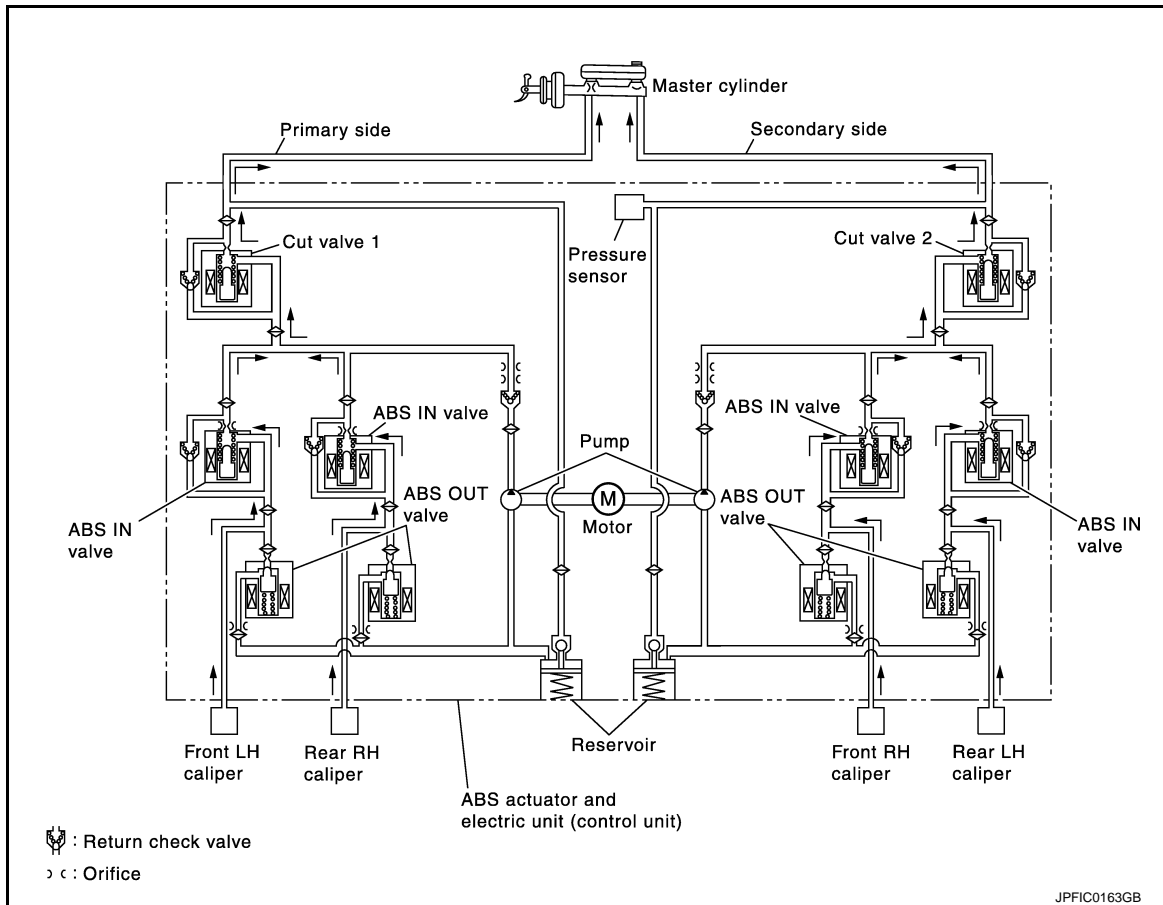 Master cylinder
Primary side
Secondary side
Cut valve 1
Pressure
sensor
Cut valve 2
ABS IN valve
ABS IN valve
Pump
ABS OUT
valve
ABS OUT
valve
M
Motor
ABS IN
valve
ABS IN
valve
Reservoir
Front LH
caliper
Rear RH
caliper
Front RH
caliper
Rear LH
caliper
ABS actuator and
electric unit (control unit)
: Return check valve
: Orifice
JPFIC0163GB